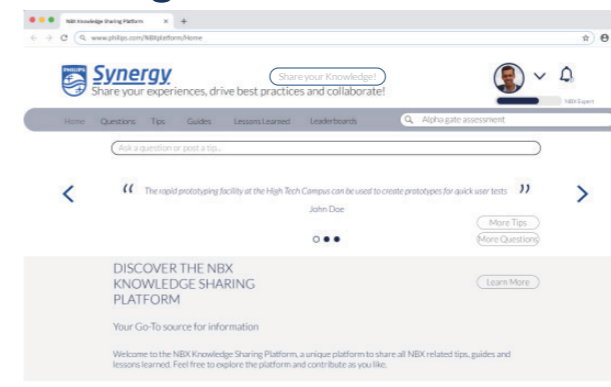 NBX Knowledge Sharing Platform
www.philips.com/NBXplatform/Home
PHILIPS
Synergy
Share your Knowledge!
Share your experiences, drive best practices and collaborate!
NBX Expert
Home Questions Tips Guides Lessons Learned Leaderboards Alpha gate assessment
Ask a question or post a tip...
“ The rapid prototyping facility at the High Tech Campus can be used to create prototypes for quick user tests ”
John Doe
More Tips
More Questions
DISCOVER THE NBX
KNOWLEDGE SHARING
PLATFORM
Learn More
Your Go-To source for information
Welcome to the NBX Knowledge Sharing Platform, a unique platform to share all NBX related tips, guides and
lessons learned. Feel free to explore the platform and contribute as you like.